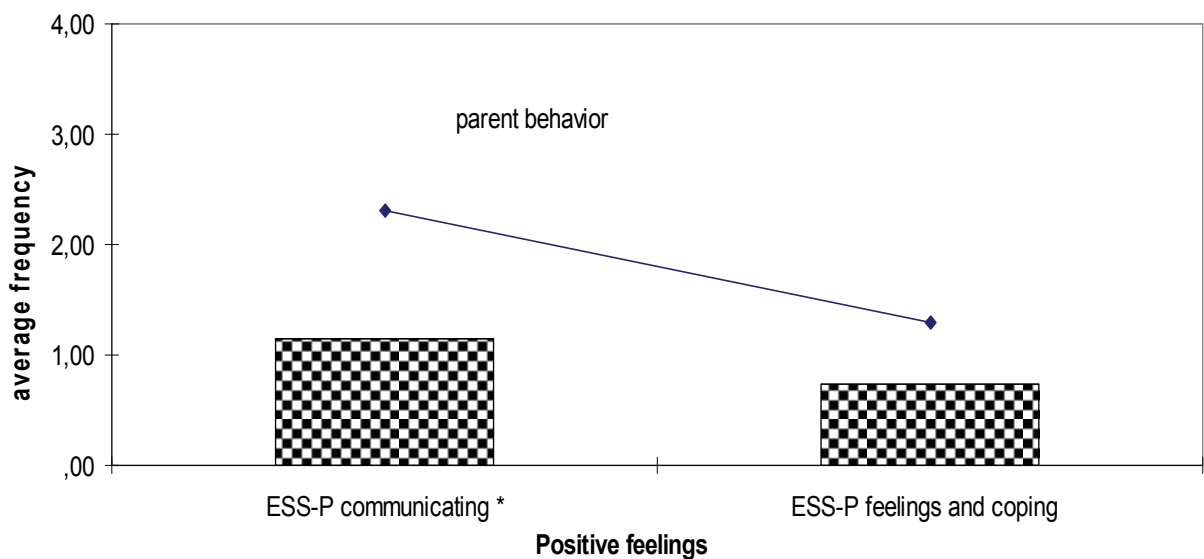 4,00
3,00
2,00
1,00
,00
average frequency
parent behavior
ESS-P communicating *
ESS-P feelings and coping
Positive feelings